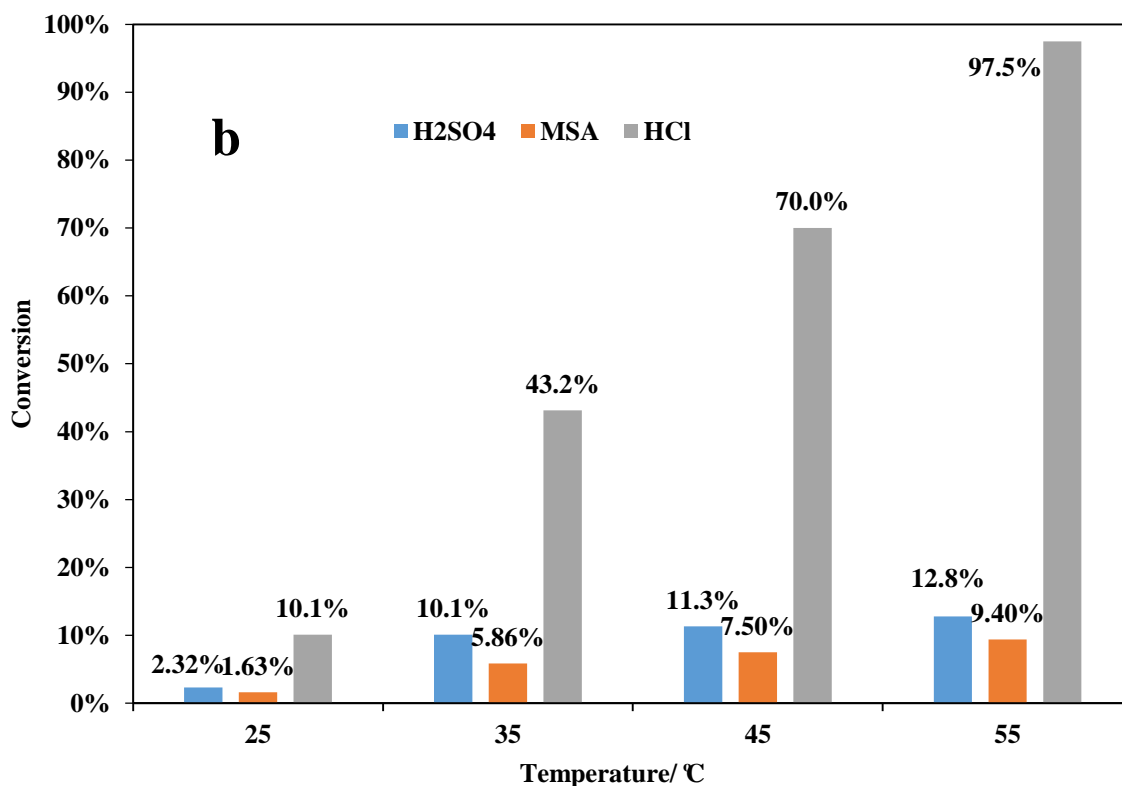 100%
90%
80%
70%
60%
50%
40%
30%
20%
10%
0%
Conversion
b
H2SO4 MSA HCl
2.32% 1.63% 10.1%
10.1% 5.86% 43.2%
11.3% 7.50% 70.0%
12.8% 9.40% 97.5%
25 35 45 55
Temperature/ ℃